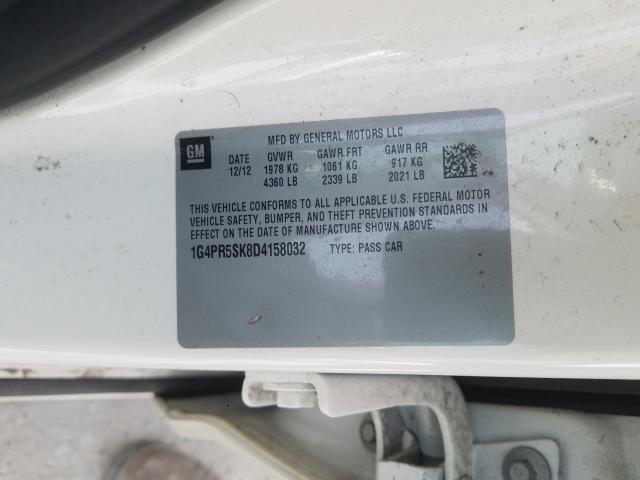 GM
MFD BY GENERAL MOTORS LLC
DATE GVWR GAWR FRT GAWR RR
12/12 1978 KG 1061 KG 917 KG
4360 LB 2339 LB 2021 LB
THIS VEHICLE CONFORMS TO ALL APPLICABLE U.S. FEDERAL MOTOR
VEHICLE SAFETY, BUMPER, AND THEFT PREVENTION STANDARDS IN
EFFECT ON THE DATE OF MANUFACTURE SHOWN ABOVE.
1G4PR5SK8D4158032 TYPE: PASS CAR